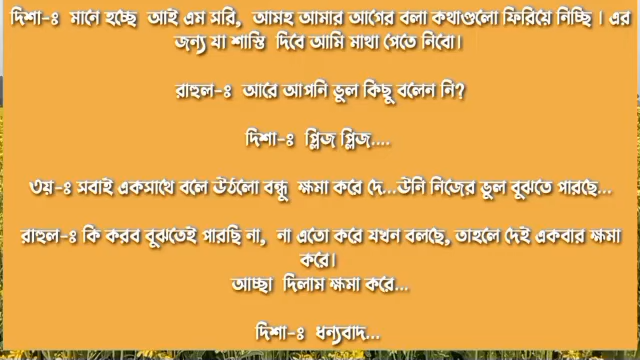 দিশা-ঃ মানে হচ্ছে আই এম সরি, আমহ আমার আগের বলা কথাগুলো ফিরিয়ে নিচ্ছি । এর
জন্য যা শাস্তি দিবে আমি মাথা পেতে নিবো।
রাহুল-ঃ আরে আপনি ভুল কিছু বলেন নি?
দিশা-ঃ প্লিজ প্লিজ....
৩য়-ঃ সবাই একসাথে বলে উঠলো বন্ধু ক্ষমা করে দে...উনি নিজের ভুল বুঝতে পারছে...
রাহুল-ঃ কি করব বুঝতেই পারছি না, না এতো করে যখন বলছে, তাহলে দেই একবার ক্ষমা
করে।
আচ্ছা দিলাম ক্ষমা করে...
দিশা-ঃ ধন্যবাদ...